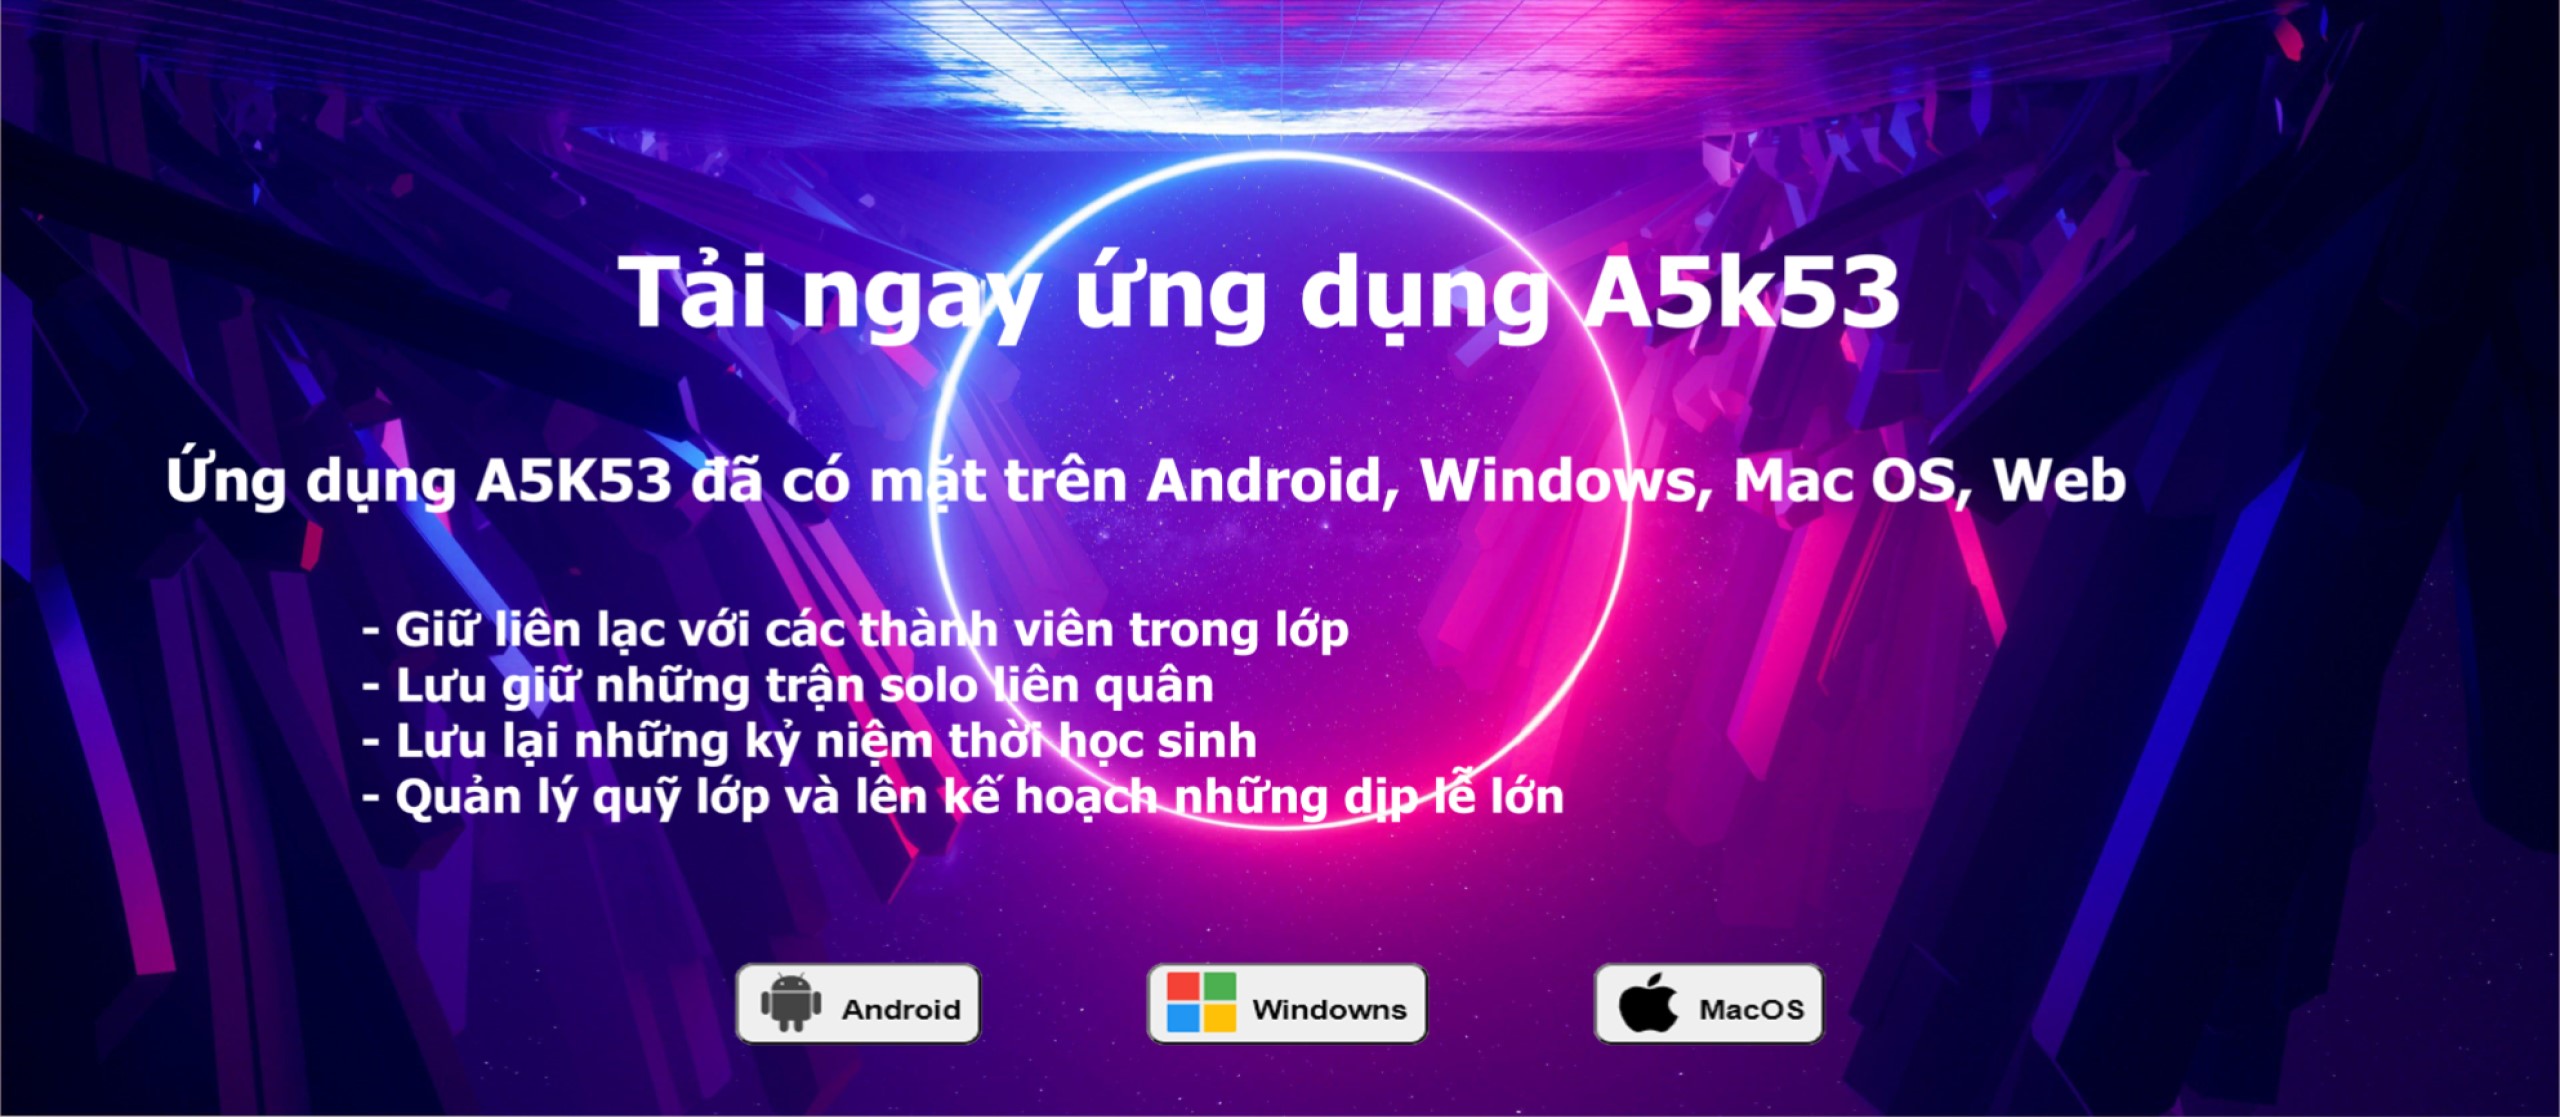 Tải ngay ứng dụng A5k53
Ứng dụng A5K53 đã có mặt trên Android, Windows, Mac OS, Web
- Giữ liên lạc với các thành viên trong lớp
- Lưu giữ những trận solo liên quân
- Lưu lại những kỷ niệm thời học sinh
- Quản lý quỹ lớp và lên kế hoạch những dịp lễ lớn
Android
Windowns
MacOS